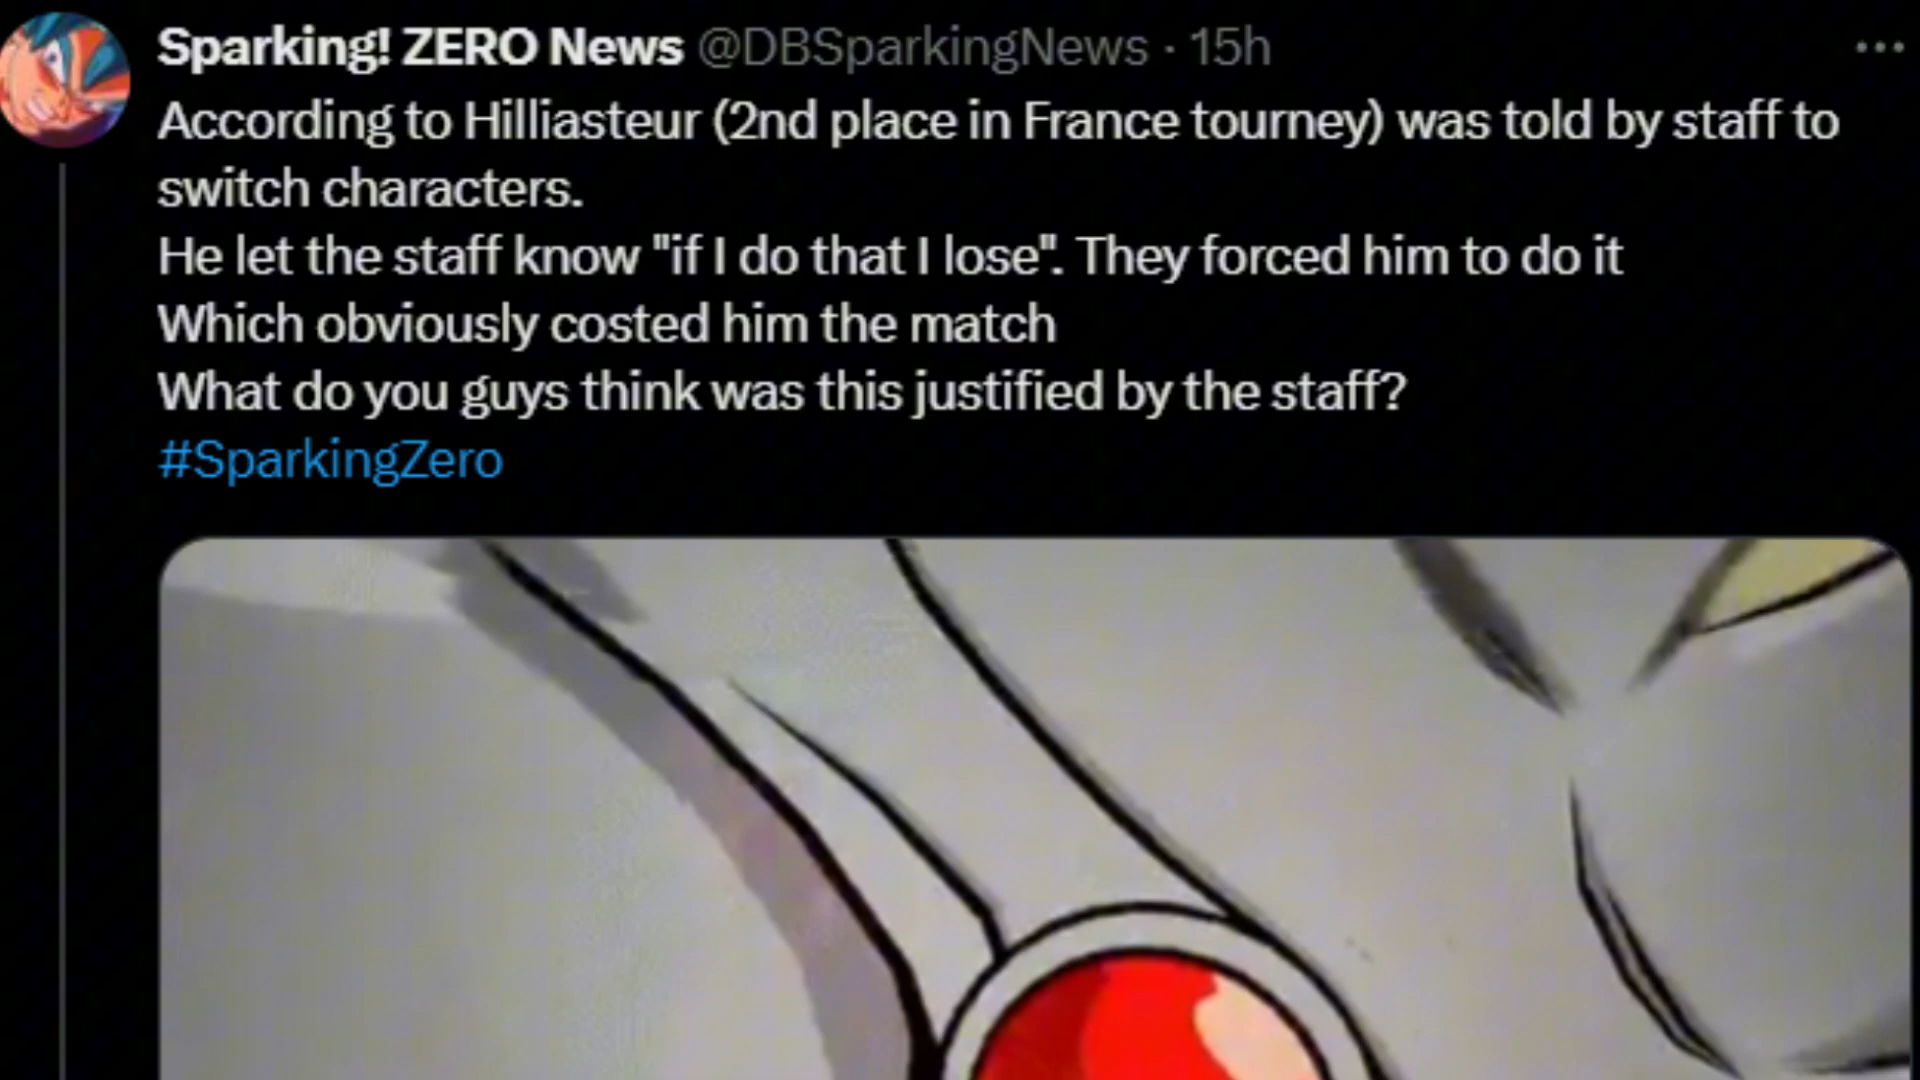 Sparking! ZERO News @DBSparkingNews · 15h
According to Hilliasteur (2nd place in France tourney) was told by staff to
switch characters.
He let the staff know "if I do that I lose". They forced him to do it
Which obviously costed him the match
What do you guys think was this justified by the staff?
#SparkingZero